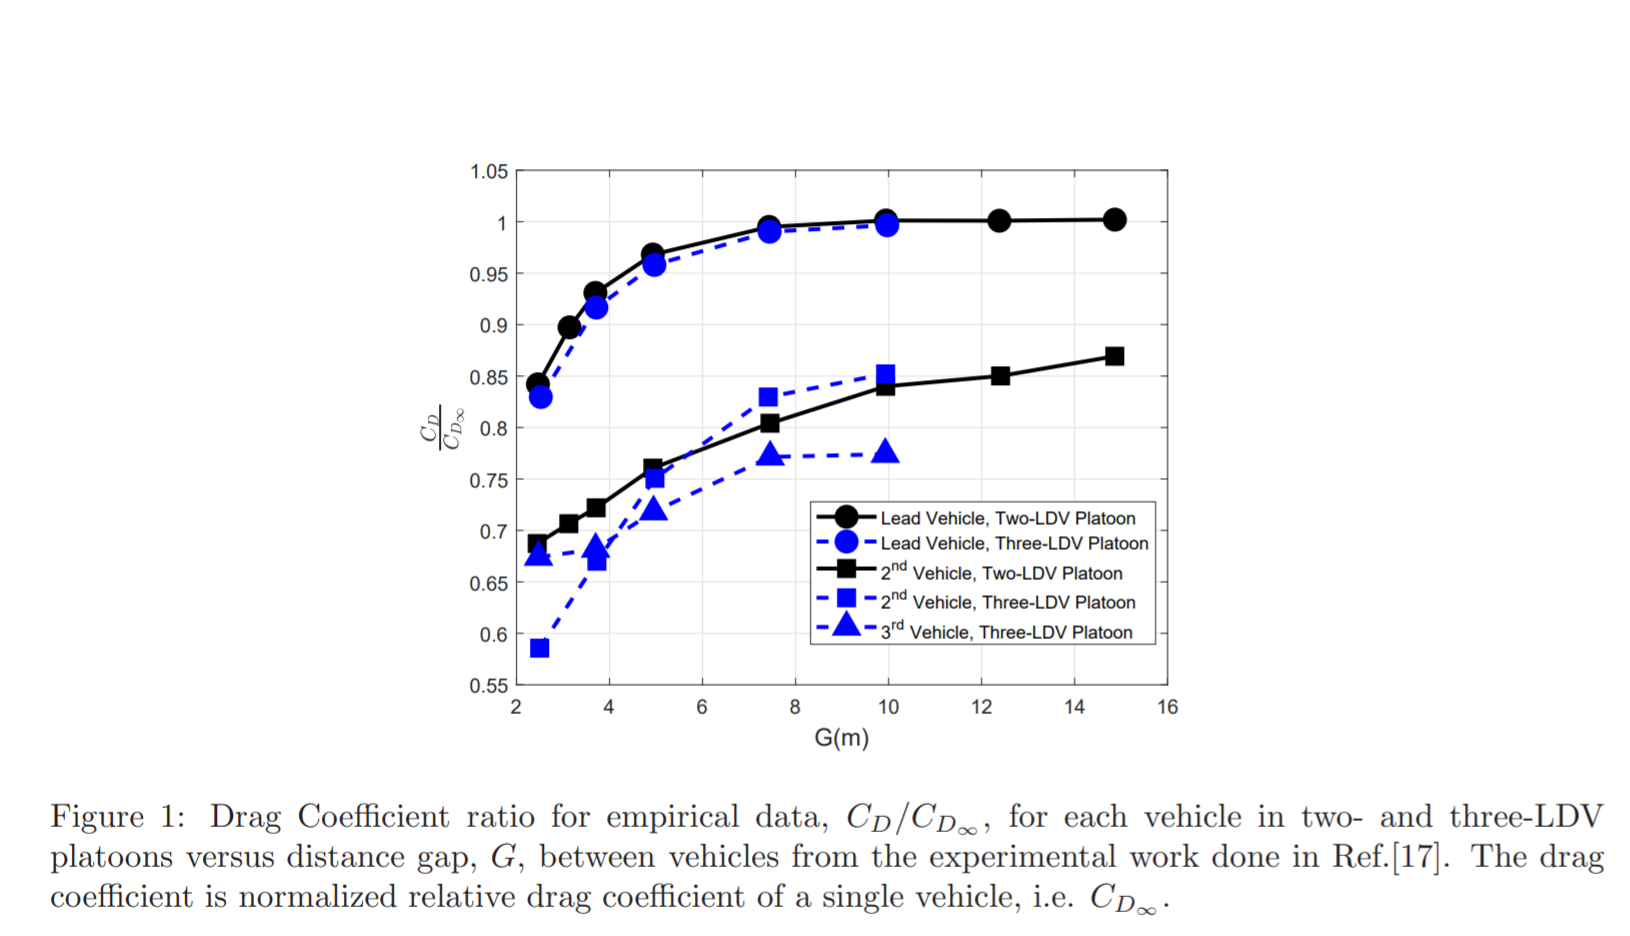 1.05
1
0.95
0.9
0.85
0.8
0.75
0.7
0.65
0.6
0.55
C_D/C_{D∞}
Lead Vehicle, Two-LDV Platoon
Lead Vehicle, Three-LDV Platoon
2nd Vehicle, Two-LDV Platoon
2nd Vehicle, Three-LDV Platoon
3rd Vehicle, Three-LDV Platoon
2 4 6 8 10 12 14 16
G(m)
Figure 1: Drag Coefficient ratio for empirical data, C_D/C_{D∞}, for each vehicle in two- and three-LDV
platoons versus distance gap, G, between vehicles from the experimental work done in Ref.[17]. The drag
coefficient is normalized relative drag coefficient of a single vehicle, i.e. C_{D∞}.